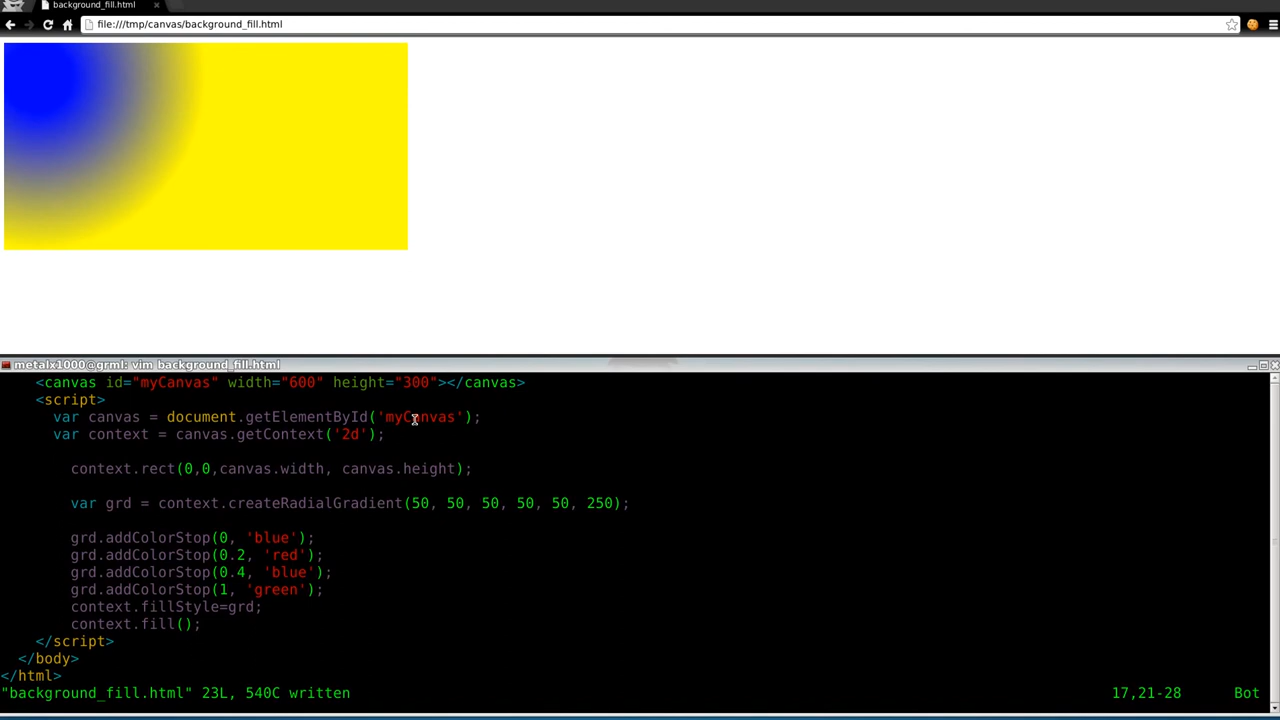 background_fill.html
file:///tmp/canvas/background_fill.html
metalx1000@grml: vim background_fill.html
<canvas id="myCanvas" width="600" height="300"></canvas>
<script>
var canvas = document.getElementById('myCanvas');
var context = canvas.getContext('2d');
context.rect(0,0,canvas.width, canvas.height);
var grd = context.createRadialGradient(50, 50, 50, 50, 50, 250);
grd.addColorStop(0, 'blue');
grd.addColorStop(0.2, 'red');
grd.addColorStop(0.4, 'blue');
grd.addColorStop(1, 'green');
context.fillStyle=grd;
context.fill();
</script>
</body>
</html>
"background_fill.html" 23L, 540C written 17,21-28 Bot